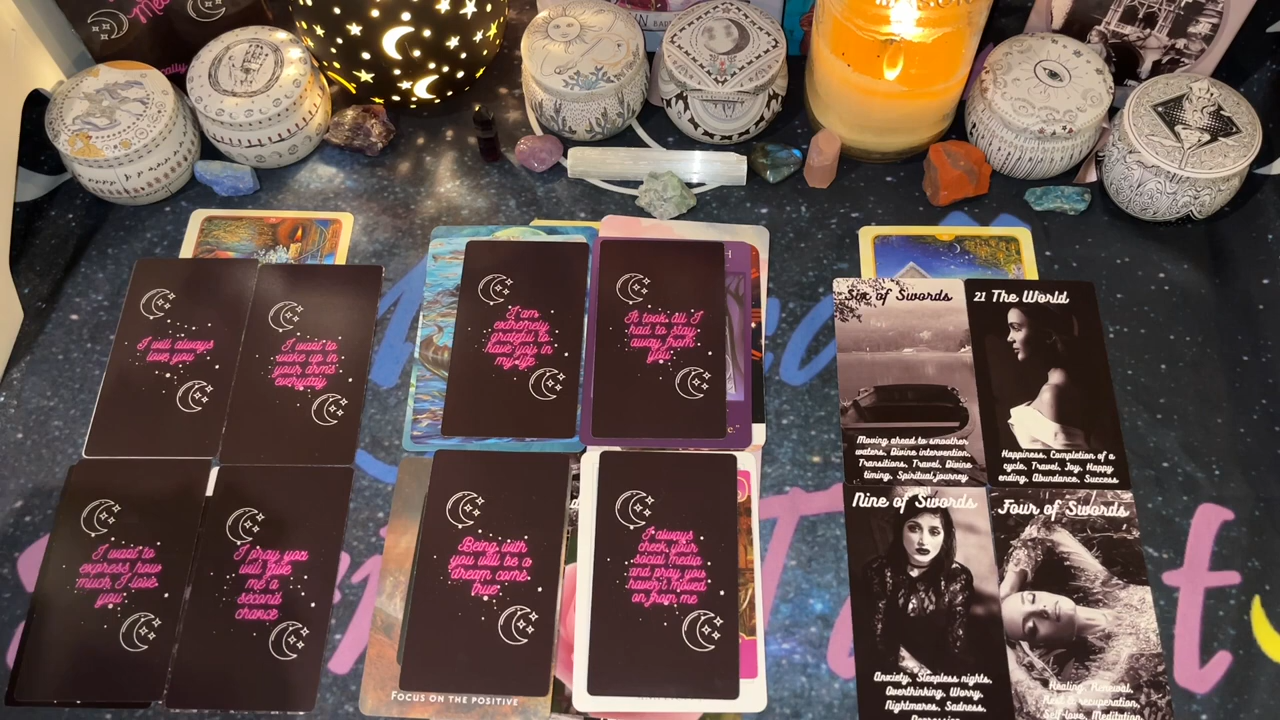 I will always
love you
I want to
wake up in
your arm's
everyday
I am
extremely
grateful to
have you in
my life
It took all I
had to stay
away from
you
Six of Swords
Moving ahead to smoother
waters, Divine intervention,
Transitions, Travel, Divine
timing, Spiritual journey
21 The World
Happiness, Completion of a
cycle, Travel, Joy, Happy
ending, Abundance, Success
I want to
express how
much I love
you
I pray you
will give
me a
second
chance
Being with
you will be a
dream come
true
FOCUS ON THE POSITIVE
I always
check your
social media
and pray you
haven't moved
on from me
Nine of Swords
Anxiety, Sleepless nights,
Overthinking, Worry,
Nightmares, Sadness,
Depression
Four of Swords
Healing, Renewal,
Rest & recuperation,
Self-love, Meditation